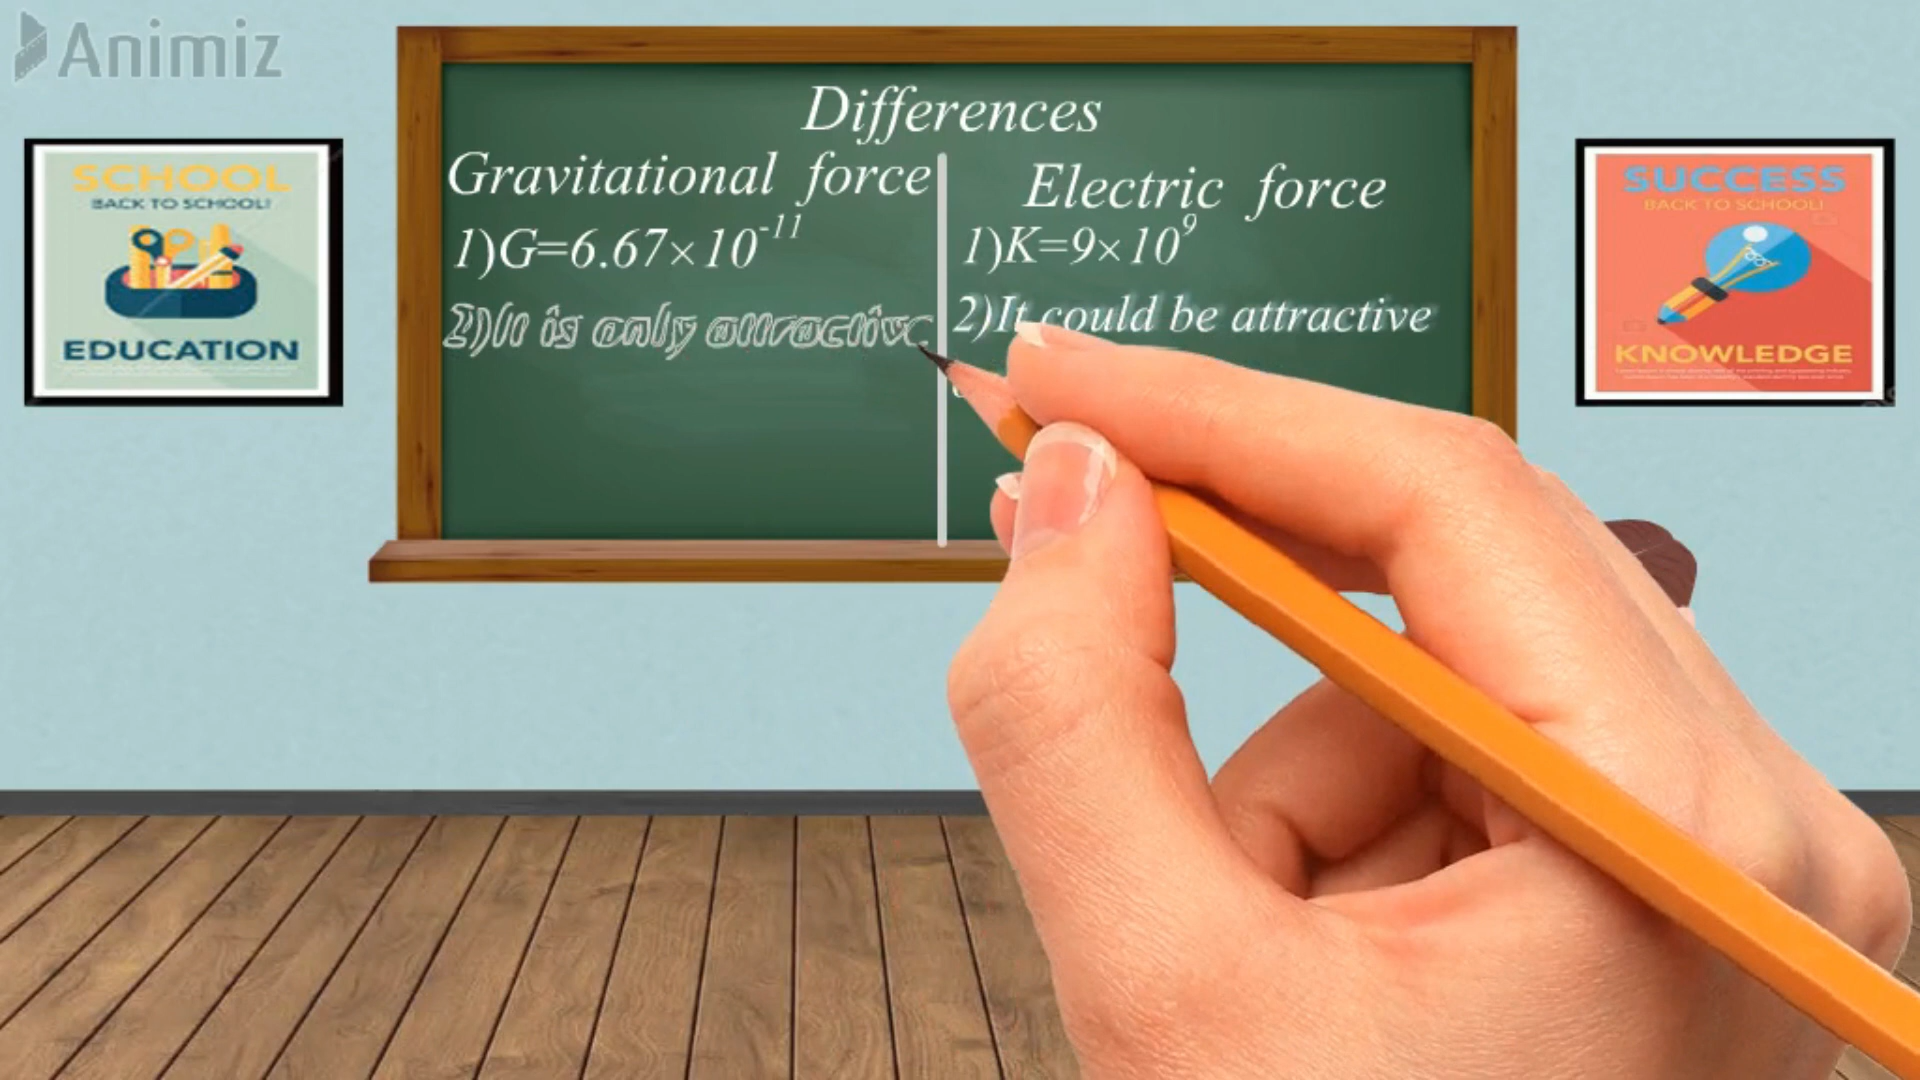 Animiz
Differences
Gravitational force
1)G=6.67×10⁻¹¹
2)It is only attractive
Electric force
1)K=9×10⁹
2)It could be attractive
SCHOOL
BACK TO SCHOOL!
EDUCATION
SUCCESS
BACK TO SCHOOL!
KNOWLEDGE